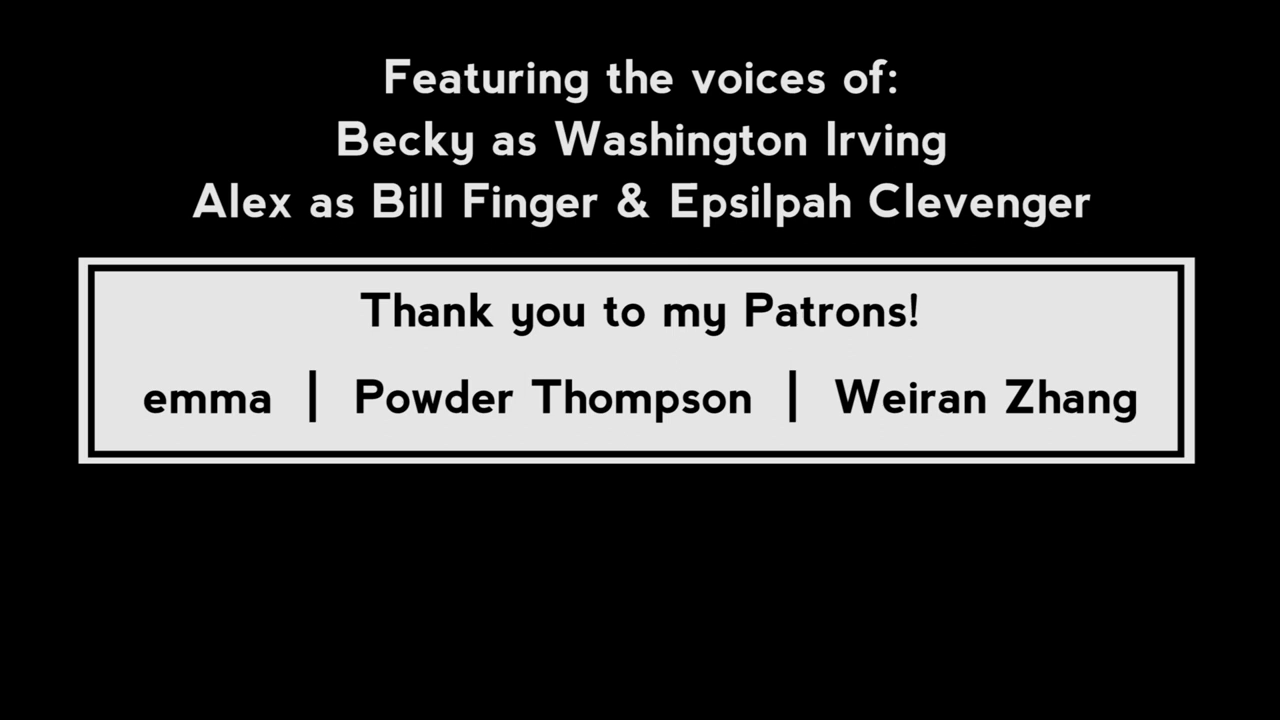 Featuring the voices of:
Becky as Washington Irving
Alex as Bill Finger & Epsilpah Clevenger
Thank you to my Patrons!
emma | Powder Thompson | Weiran Zhang